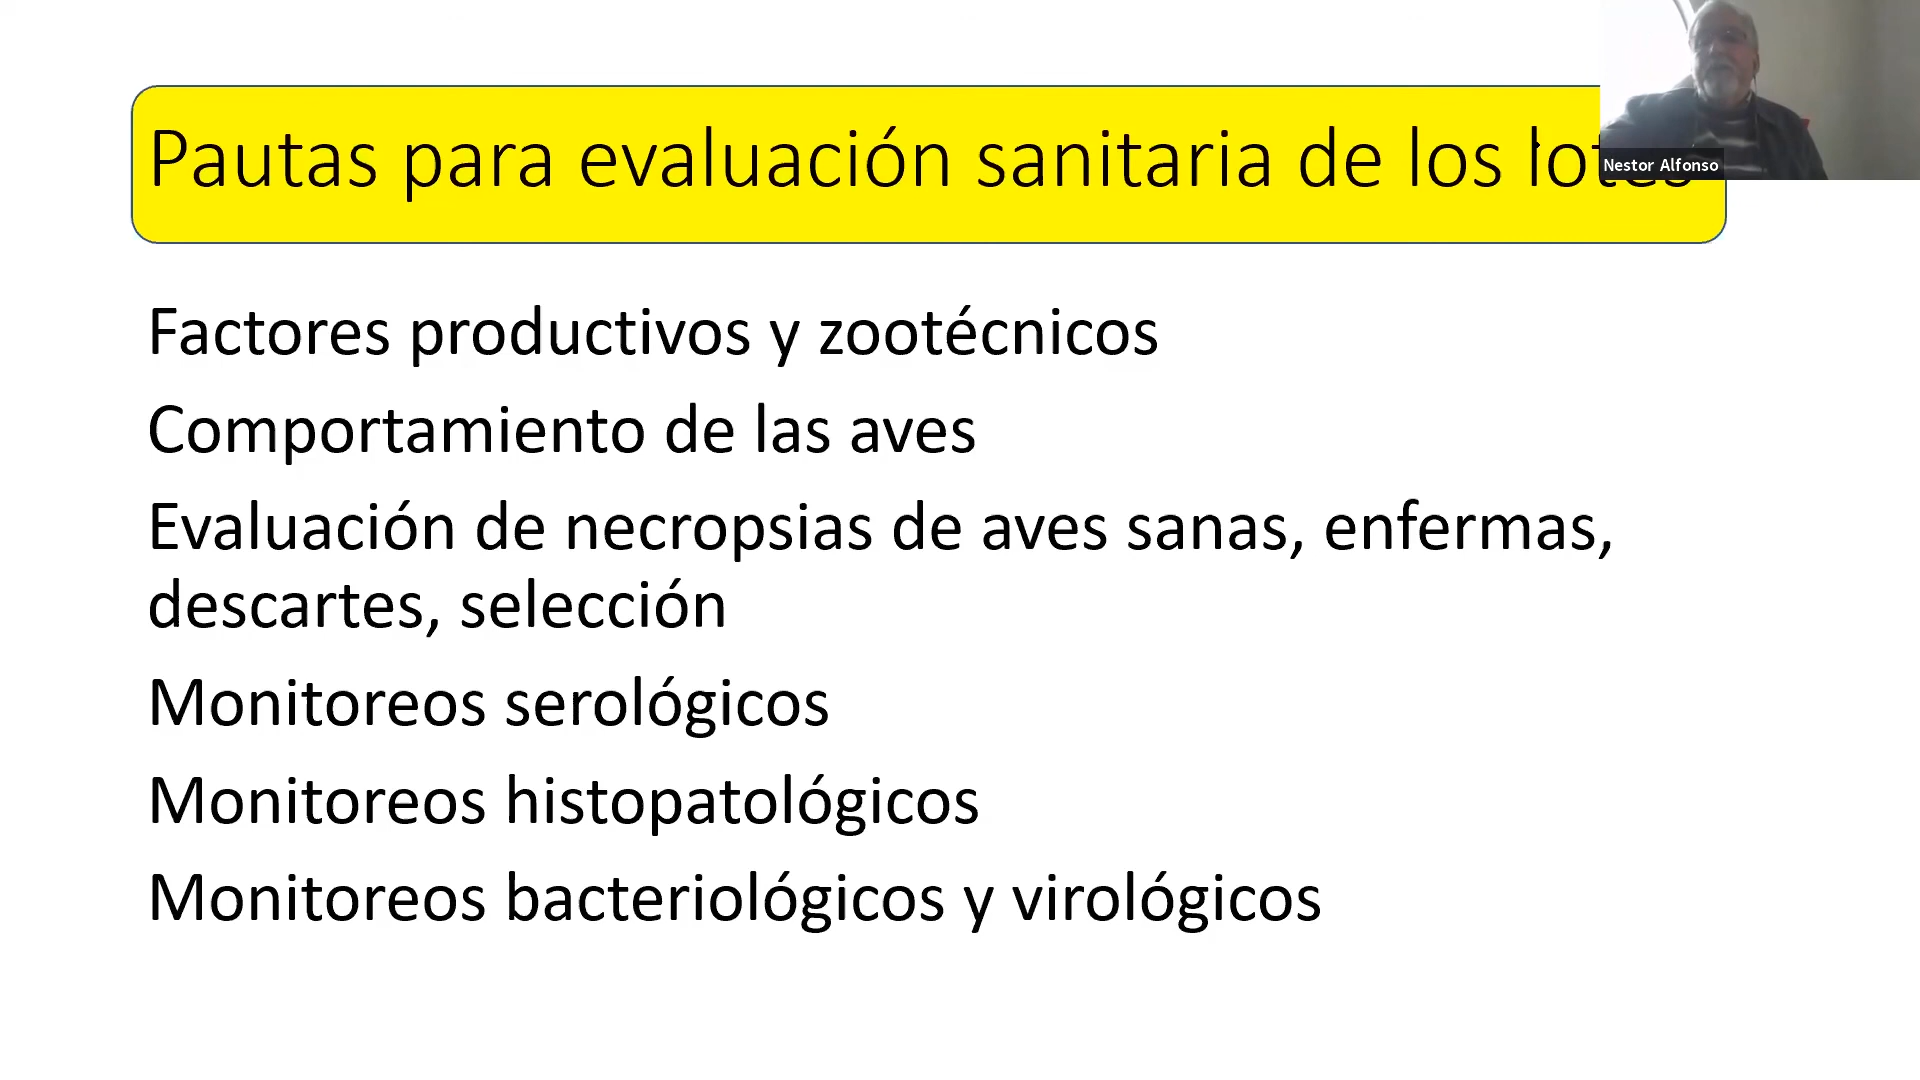 Pautas para evaluación sanitaria de los lotes
Nestor Alfonso
Factores productivos y zootécnicos
Comportamiento de las aves
Evaluación de necropsias de aves sanas, enfermas,
descartes, selección
Monitoreos serológicos
Monitoreos histopatológicos
Monitoreos bacteriológicos y virológicos